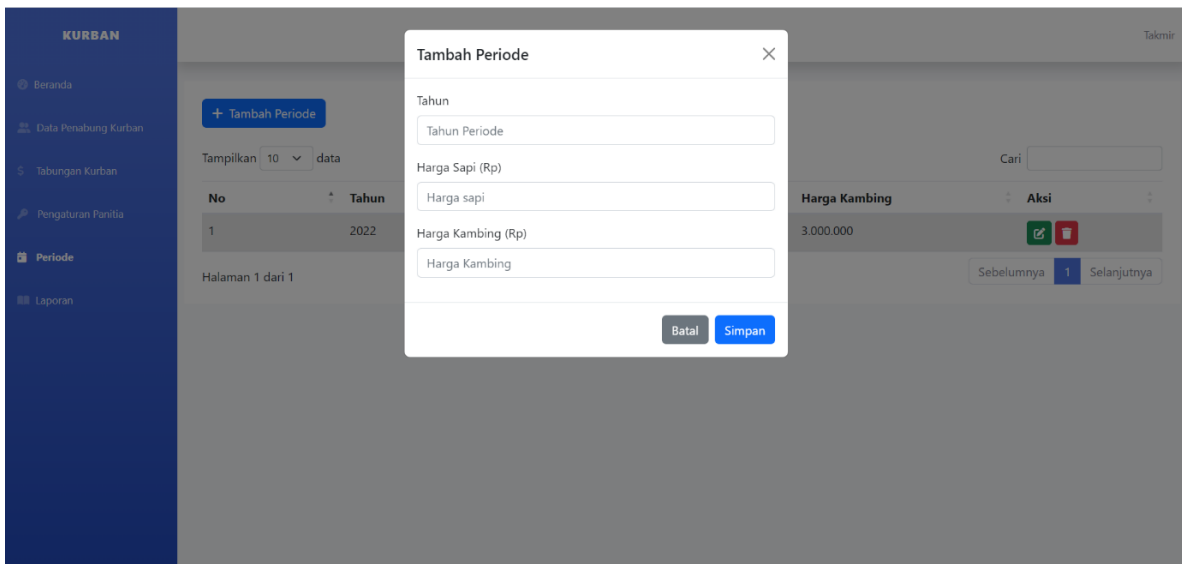 KURBAN
Takmir
Beranda
Data Penabung Kurban
Tabungan Kurban
Pengaturan Panitia
Periode
Laporan
+ Tambah Periode
Tampilkan 10 data
Cari
No Tahun Harga Kambing Aksi
1 2022 3.000.000
Halaman 1 dari 1
Sebelumnya 1 Selanjutnya
Tambah Periode
Tahun
Tahun Periode
Harga Sapi (Rp)
Harga sapi
Harga Kambing (Rp)
Harga Kambing
Batal Simpan